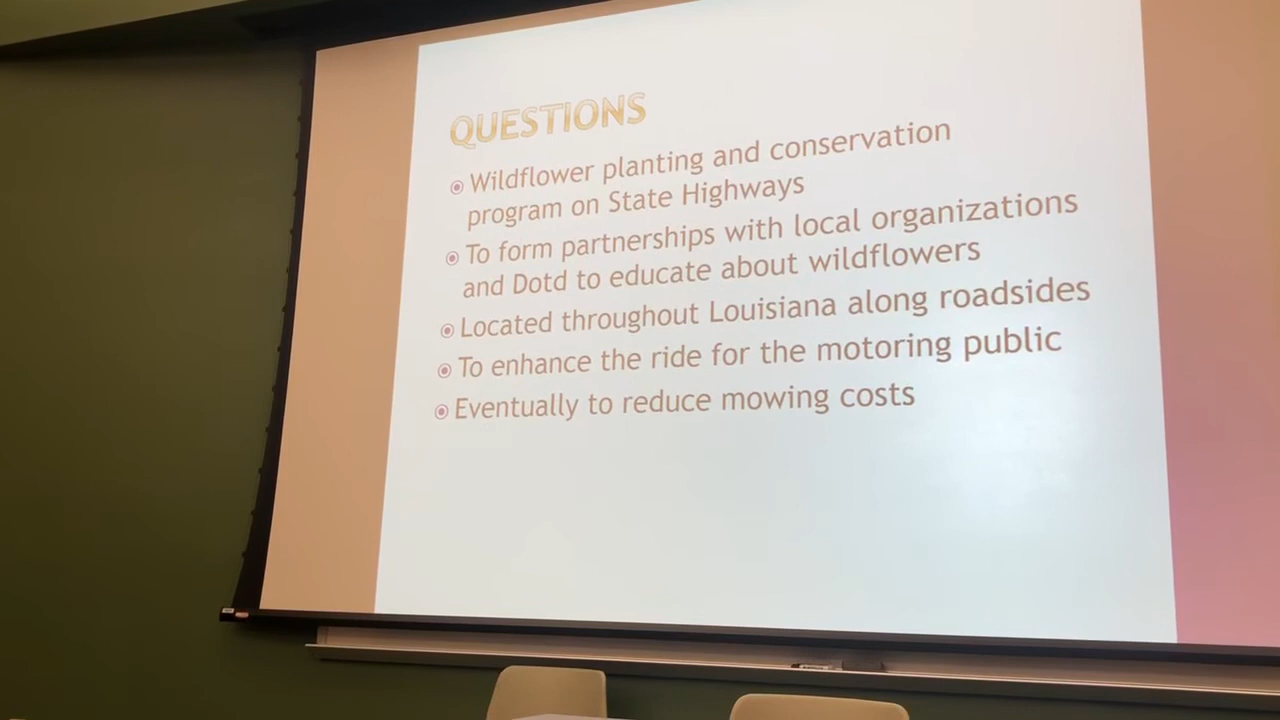 QUESTIONS
Wildflower planting and conservation
program on State Highways
To form partnerships with local organizations
and Dotd to educate about wildflowers
Located throughout Louisiana along roadsides
To enhance the ride for the motoring public
Eventually to reduce mowing costs